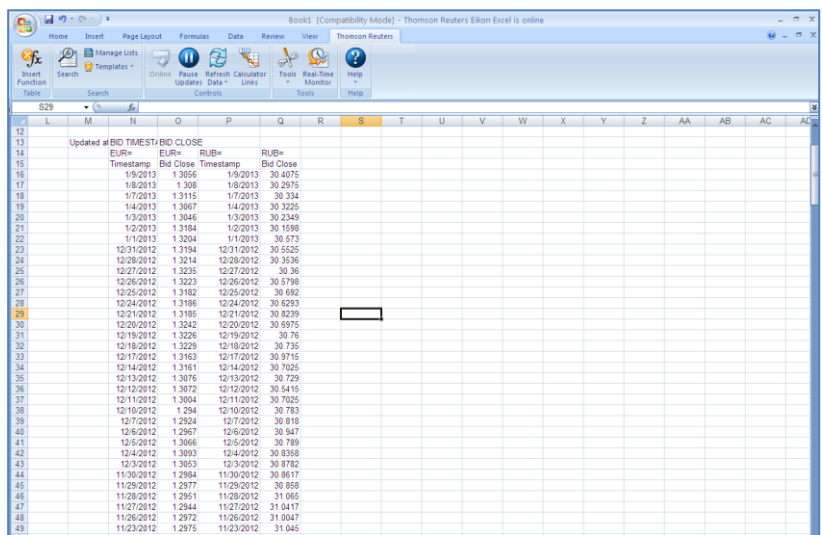 Book1 [Compatibility Mode] - Thomson Reuters Eikon Excel is online
Home Insert Page Layout Formulas Data Review View Thomson Reuters
Insert Function Search Manage Lists Templates Online Pause Updates Refresh Data Calculator Links Tools Real-Time Monitor Help
Table Search Controls Tools Help
S29 fx
L M N O P Q R S T U V W X Y Z AA AB AC AD
12
13 Updated at BID TIMESTA BID CLOSE
14 EUR= EUR= RUB= RUB=
15 Timestamp Bid Close Timestamp Bid Close
16 1/9/2013 1.3056 1/9/2013 30.4075
17 1/8/2013 1.308 1/8/2013 30.2975
18 1/7/2013 1.3115 1/7/2013 30.334
19 1/4/2013 1.3067 1/4/2013 30.3225
20 1/3/2013 1.3046 1/3/2013 30.2349
21 1/2/2013 1.3184 1/2/2013 30.1598
22 1/1/2013 1.3204 1/1/2013 30.573
23 12/31/2012 1.3194 12/31/2012 30.5525
24 12/28/2012 1.3214 12/28/2012 30.3536
25 12/27/2012 1.3235 12/27/2012 30.36
26 12/26/2012 1.3223 12/26/2012 30.5798
27 12/25/2012 1.3182 12/25/2012 30.692
28 12/24/2012 1.3186 12/24/2012 30.6293
29 12/21/2012 1.3185 12/21/2012 30.8239
30 12/20/2012 1.3242 12/20/2012 30.6975
31 12/19/2012 1.3226 12/19/2012 30.76
32 12/18/2012 1.3229 12/18/2012 30.735
33 12/17/2012 1.3163 12/17/2012 30.9715
34 12/14/2012 1.3161 12/14/2012 30.7025
35 12/13/2012 1.3076 12/13/2012 30.729
36 12/12/2012 1.3072 12/12/2012 30.5415
37 12/11/2012 1.3004 12/11/2012 30.7025
38 12/10/2012 1.294 12/10/2012 30.783
39 12/7/2012 1.2924 12/7/2012 30.818
40 12/6/2012 1.2967 12/6/2012 30.947
41 12/5/2012 1.3066 12/5/2012 30.789
42 12/4/2012 1.3093 12/4/2012 30.8358
43 12/3/2012 1.3053 12/3/2012 30.8782
44 11/30/2012 1.2984 11/30/2012 30.8617
45 11/29/2012 1.2977 11/29/2012 30.858
46 11/28/2012 1.2951 11/28/2012 31.065
47 11/27/2012 1.2944 11/27/2012 31.0417
48 11/26/2012 1.2972 11/26/2012 31.0047
49 11/23/2012 1.2975 11/23/2012 31.045